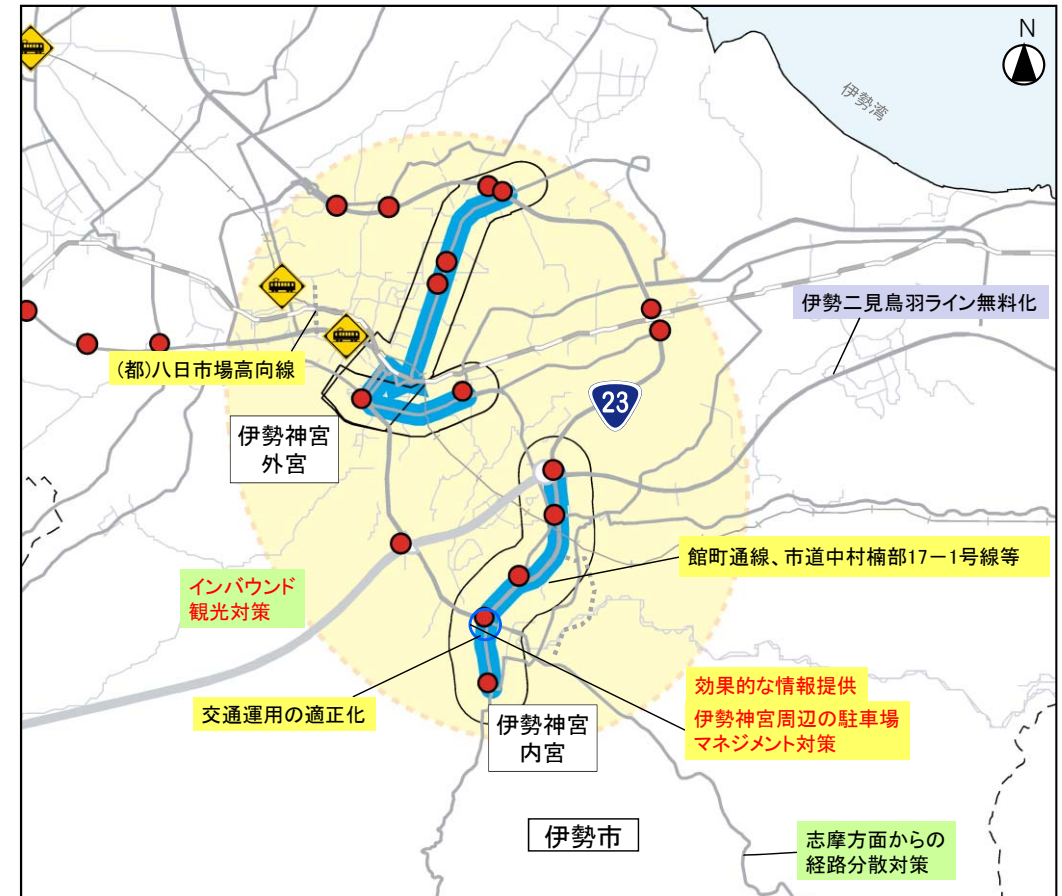 N
伊勢湾
伊勢二見鳥羽ライン無料化
(都)八日市場高向線
23
伊勢神宮
外宮
館町通線、市道中村楠部17－1号線等
インバウンド
観光対策
効果的な情報提供
交通運用の適正化
伊勢神宮周辺の駐車場
マネジメント対策
伊勢神宮
内宮
伊勢市
志摩方面からの
経路分散対策